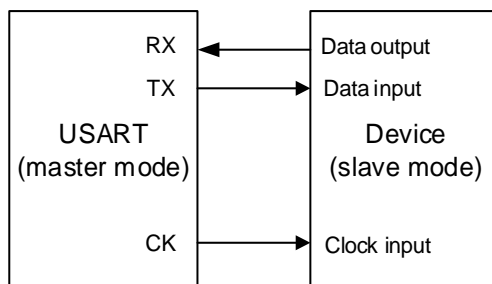 RX
Data output
TX
Data input
USART
(master mode)
Device
(slave mode)
CK
Clock input